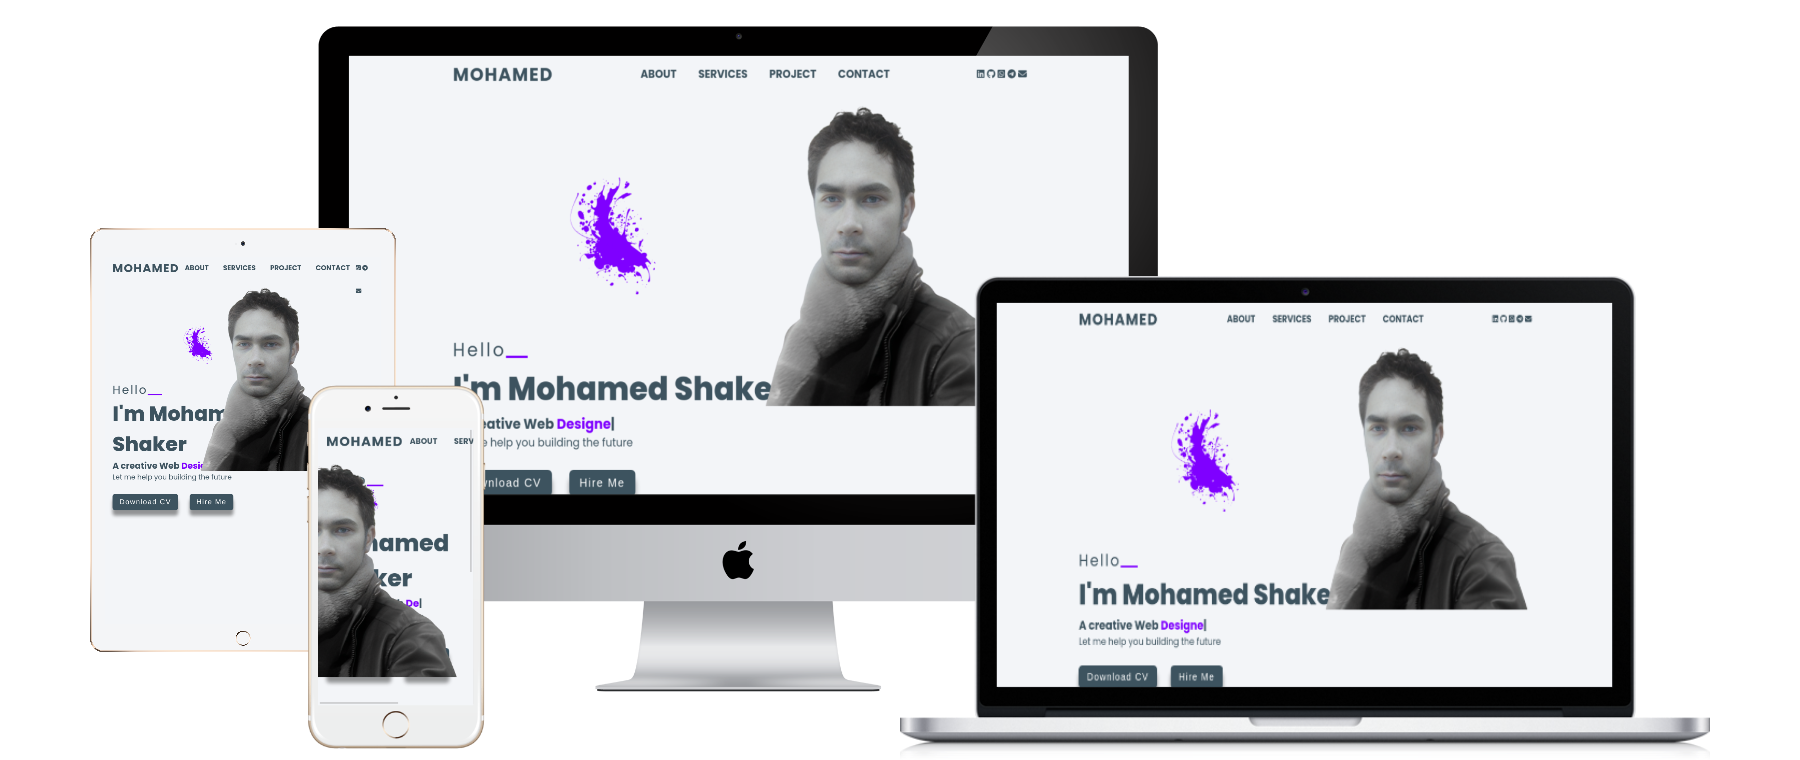 MOHAMED ABOUT SERVICES PROJECT CONTACT
Hello__
I'm Mohamed Shake
eative Web Designe|
e help you building the future
nload CV Hire Me
MOHAMED ABOUT SERVICES PROJECT CONTACT
Hello__
I'm Moham
Shaker
A creative Web Desi
Let me help you building the future
Download CV Hire Me
MOHAMED ABOUT SERV
amed
ker
De|
MOHAMED ABOUT SERVICES PROJECT CONTACT
Hello__
I'm Mohamed Shake
A creative Web Designe|
Let me help you building the future
Download CV Hire Me